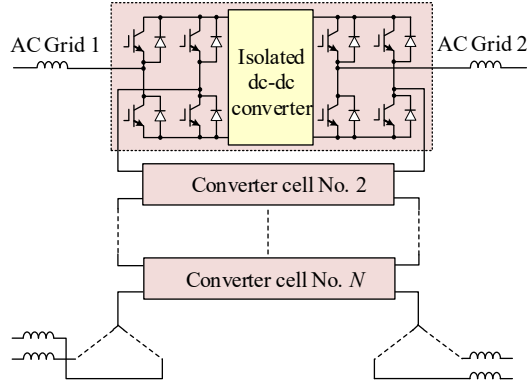 AC Grid 1
Isolated
dc-dc
converter
AC Grid 2
Converter cell No. 2
Converter cell No. N